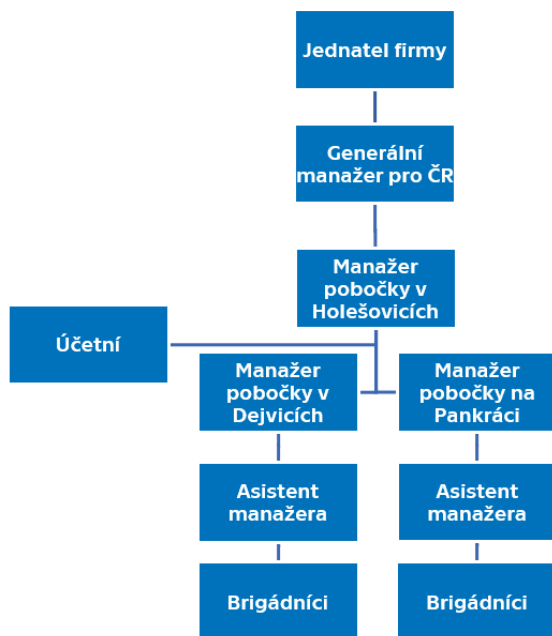 Jednatel firmy
Generální
manažer pro ČR
Manažer
pobočky v
Holešovicích
Účetní
Manažer
pobočky v
Dejvicích
Manažer
pobočky na
Pankráci
Asistent
manažera
Asistent
manažera
Brigádníci
Brigádníci